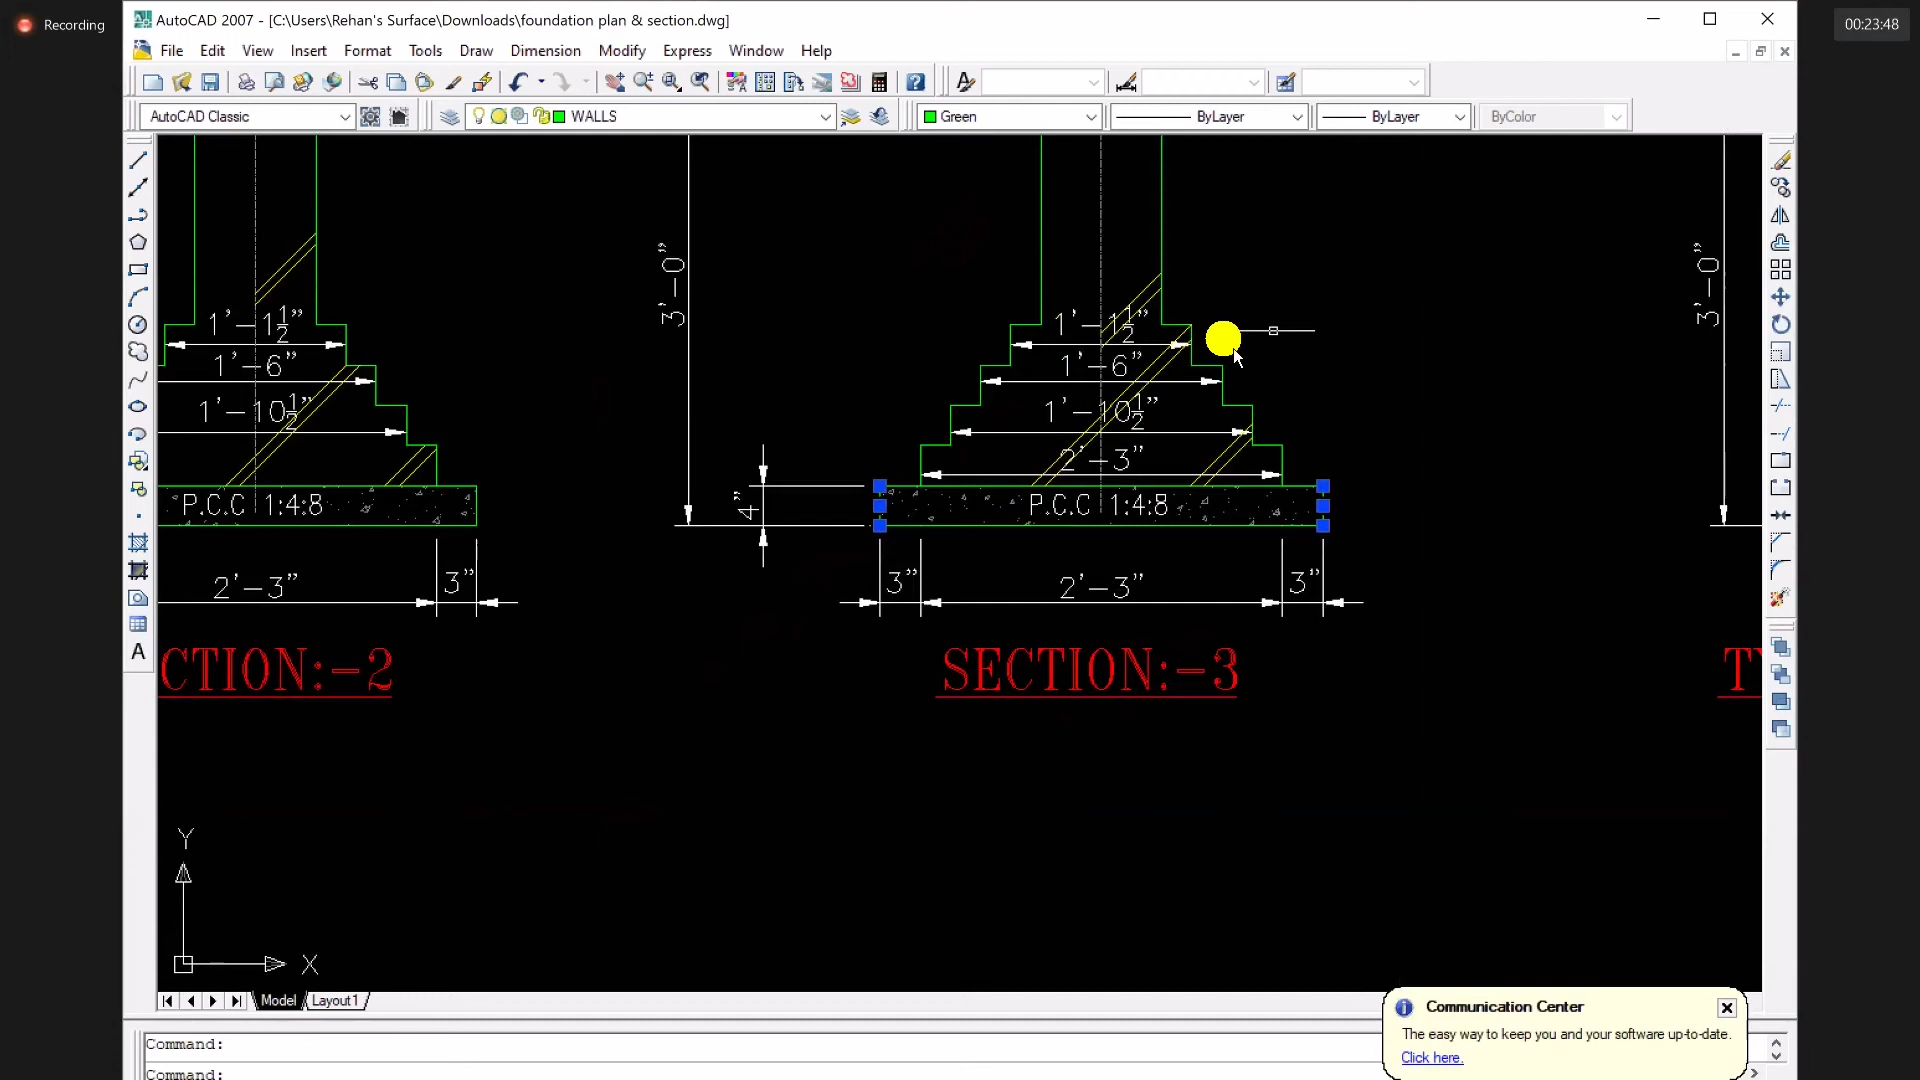 Recording
AutoCAD 2007 - [C:\Users\Rehan's Surface\Downloads\foundation plan & section.dwg]
00:23:48
File Edit View Insert Format Tools Draw Dimension Modify Express Window Help
AutoCAD Classic
WALLS
Green
ByLayer
ByLayer
ByColor
3'-0"
3'-0"
1'-1½"
1'-1½"
1'-6"
1'-6"
1'-10½"
1'-10½"
2'-3"
4"
P.C.C 1:4:8
P.C.C 1:4:8
2'-3"
3"
3"
2'-3"
3"
CTION:-2
SECTION:-3
TY
Y
X
A
Model
Layout1
Communication Center
The easy way to keep you and your software up-to-date.
Click here.
Command:
Command: